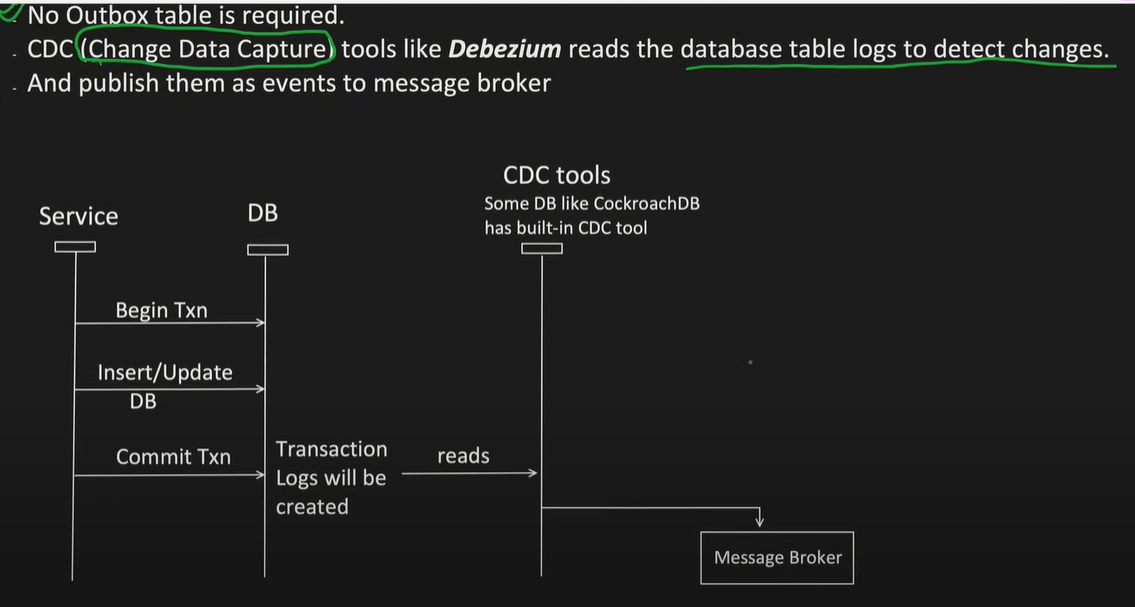 No Outbox table is required.
CDC (Change Data Capture) tools like Debezium reads the database table logs to detect changes.
And publish them as events to message broker
CDC tools
Some DB like CockroachDB
has built-in CDC tool
Service
DB
Begin Txn
Insert/Update
DB
Commit Txn
Transaction
Logs will be
created
reads
Message Broker